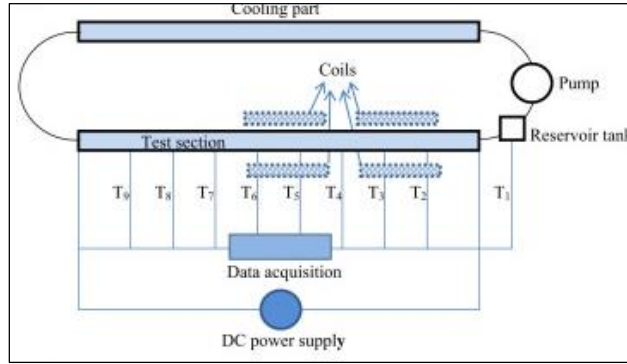 Cooling part
Coils
Pump
Reservoir tank
Test section
T9 T8 T7 T6 T5 T4 T3 T2 T1
Data acquisition
DC power supply